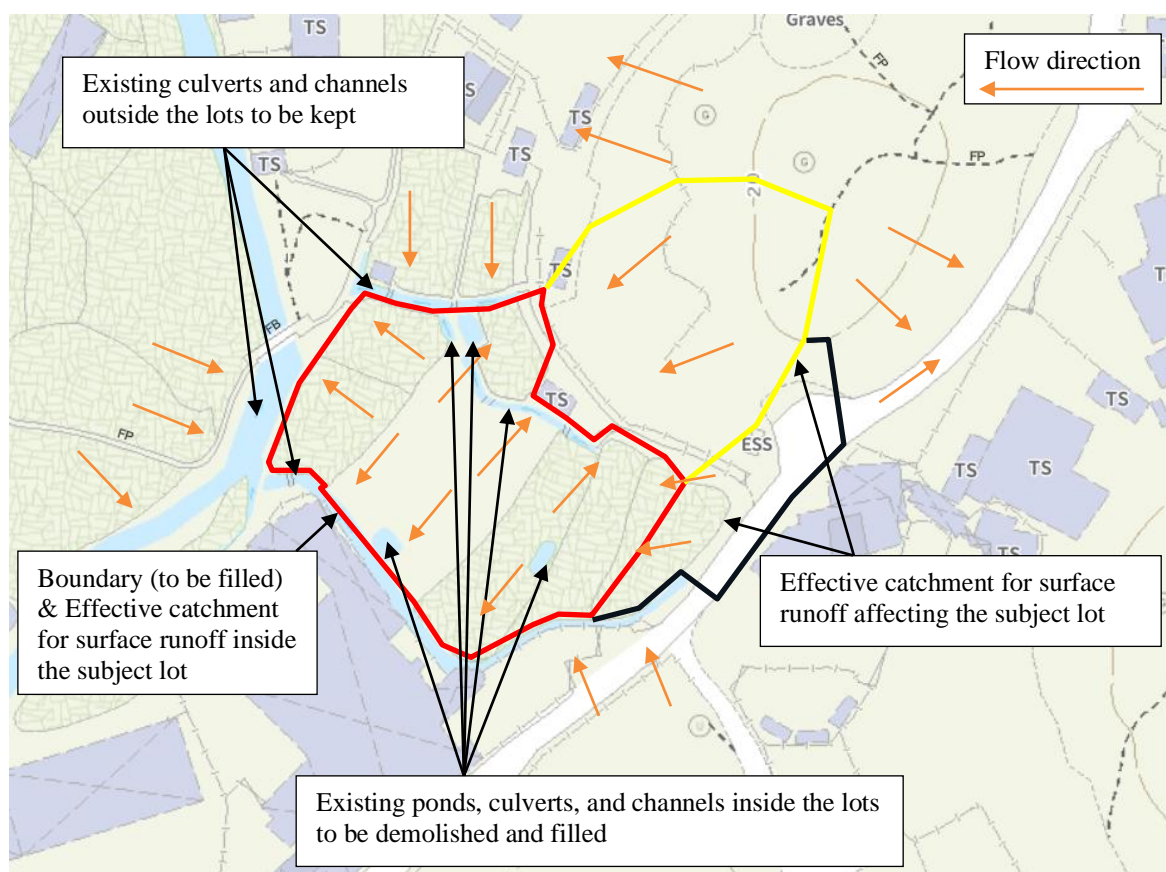 Graves
TS
Flow direction
FP
Existing culverts and channels
outside the lots to be kept
S
TS
G
TS
TS
G
FP
20
TS
TS
FB
FP
TS
ESS
TS
TS
TS
TS
TS
Boundary (to be filled)
& Effective catchment
for surface runoff inside
the subject lot
Effective catchment for surface
runoff affecting the subject lot
G
Existing ponds, culverts, and channels inside the lots
to be demolished and filled